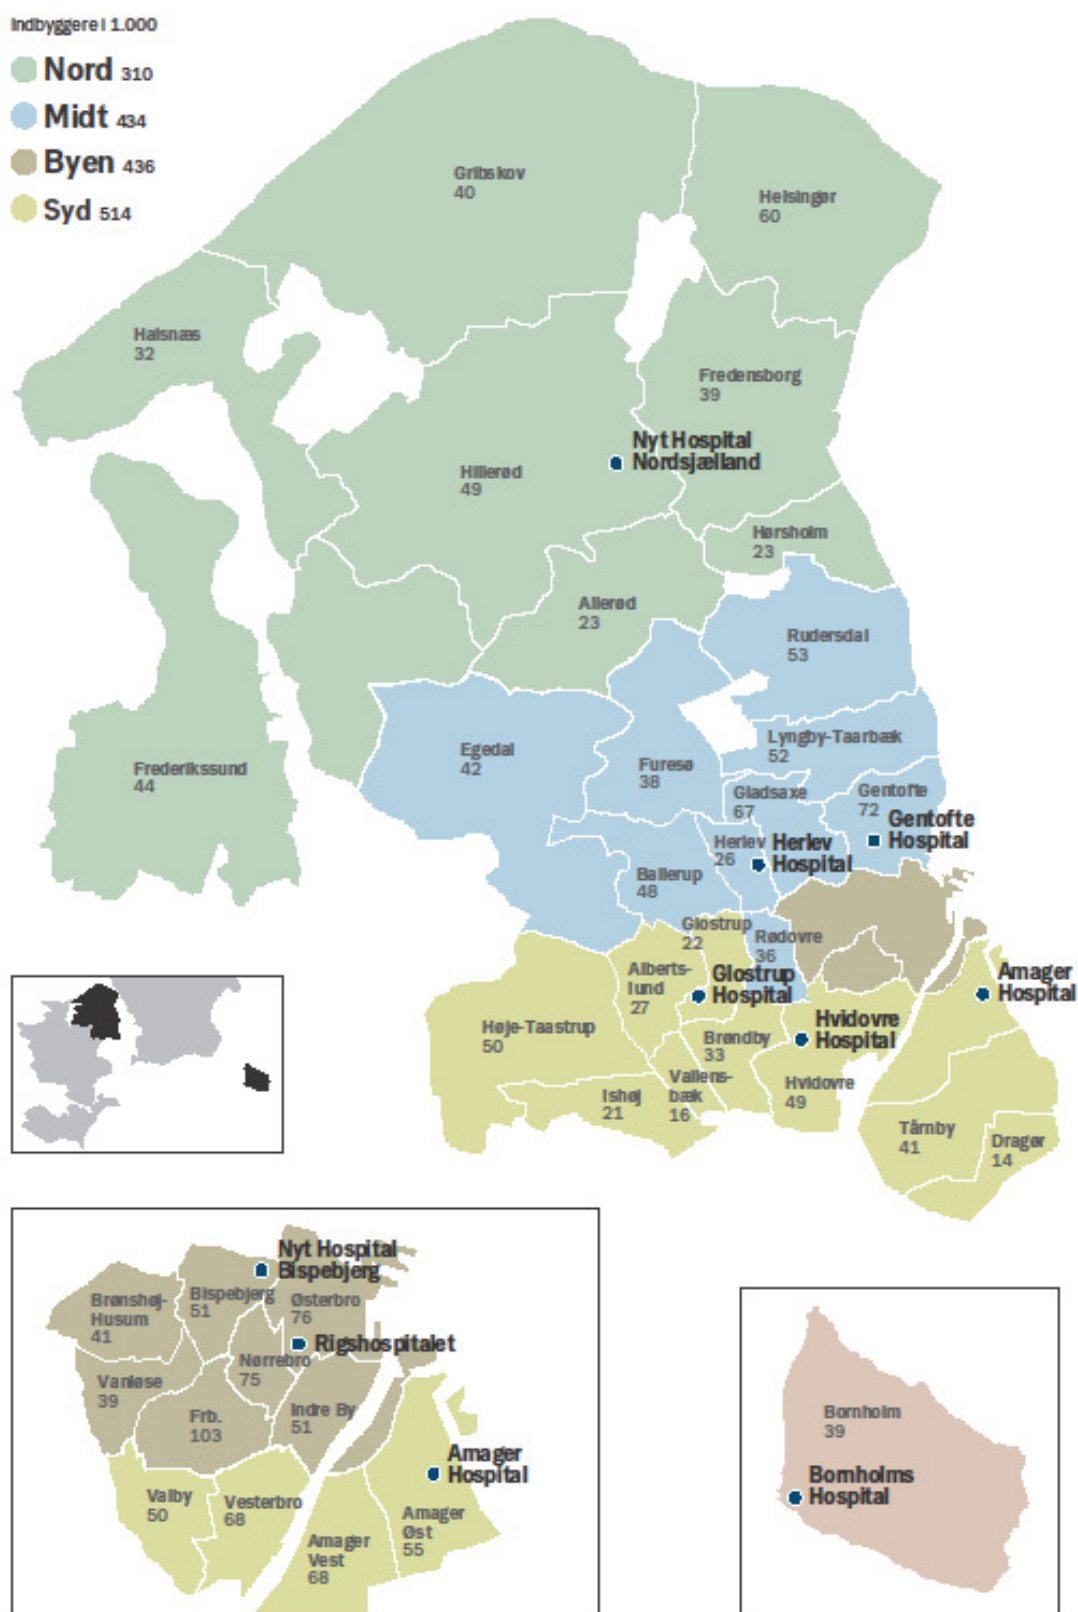 Indbyggere i 1.000
Nord 310
Midt 434
Byen 436
Syd 514
Gribskov
40
Helsingør
60
Halsnæs
32
Fredensborg
39
Nyt Hospital
Nordsjælland
Hillerød
49
Hørsholm
23
Allerød
23
Rudersdal
53
Egedal
42
Furesø
38
Lyngby-Taarbæk
52
Frederikssund
44
Gladsaxe
67
Gentofte
72
Gentofte
Hospital
Herlev
26
Herlev
Hospital
Ballerup
48
Glostrup
22
Rødovre
36
Alberts-
lund
27
Glostrup
Hospital
Amager
Hospital
Høje-Taastrup
50
Brøndby
33
Hvidovre
Hospital
Ishøj
21
Vallens-
bæk
16
Hvidovre
49
Tårnby
41
Dragør
14
Nyt Hospital
Bispebjerg
Brønshøj-
Husum
41
Bispebjerg
51
Østerbro
76
Rigshospitalet
Nørrebro
75
Vanløse
39
Frb.
103
Indre By
51
Amager
Hospital
Valby
50
Vesterbro
68
Amager
Vest
68
Amager
Øst
55
Bornholm
39
Bornholms
Hospital